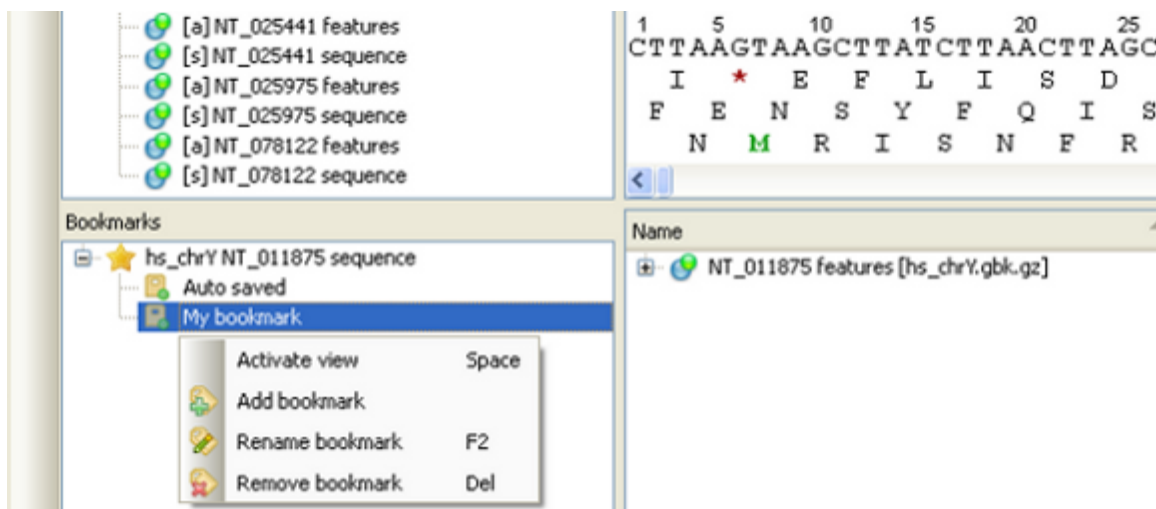 [a] NT_025441 features
[s] NT_025441 sequence
[a] NT_025975 features
[s] NT_025975 sequence
[a] NT_078122 features
[s] NT_078122 sequence
1 5 10 15 20 25
CTTAAGTAAGCTTATCTTAACTTAGC
I * E F L I S D
F E N S Y F Q I S
N M R I S N F R
Bookmarks
hs_chrY NT_011875 sequence
Auto saved
My bookmark
Activate view Space
Add bookmark
Rename bookmark F2
Remove bookmark Del
Name
NT_011875 features [hs_chrY.gbk.gz]